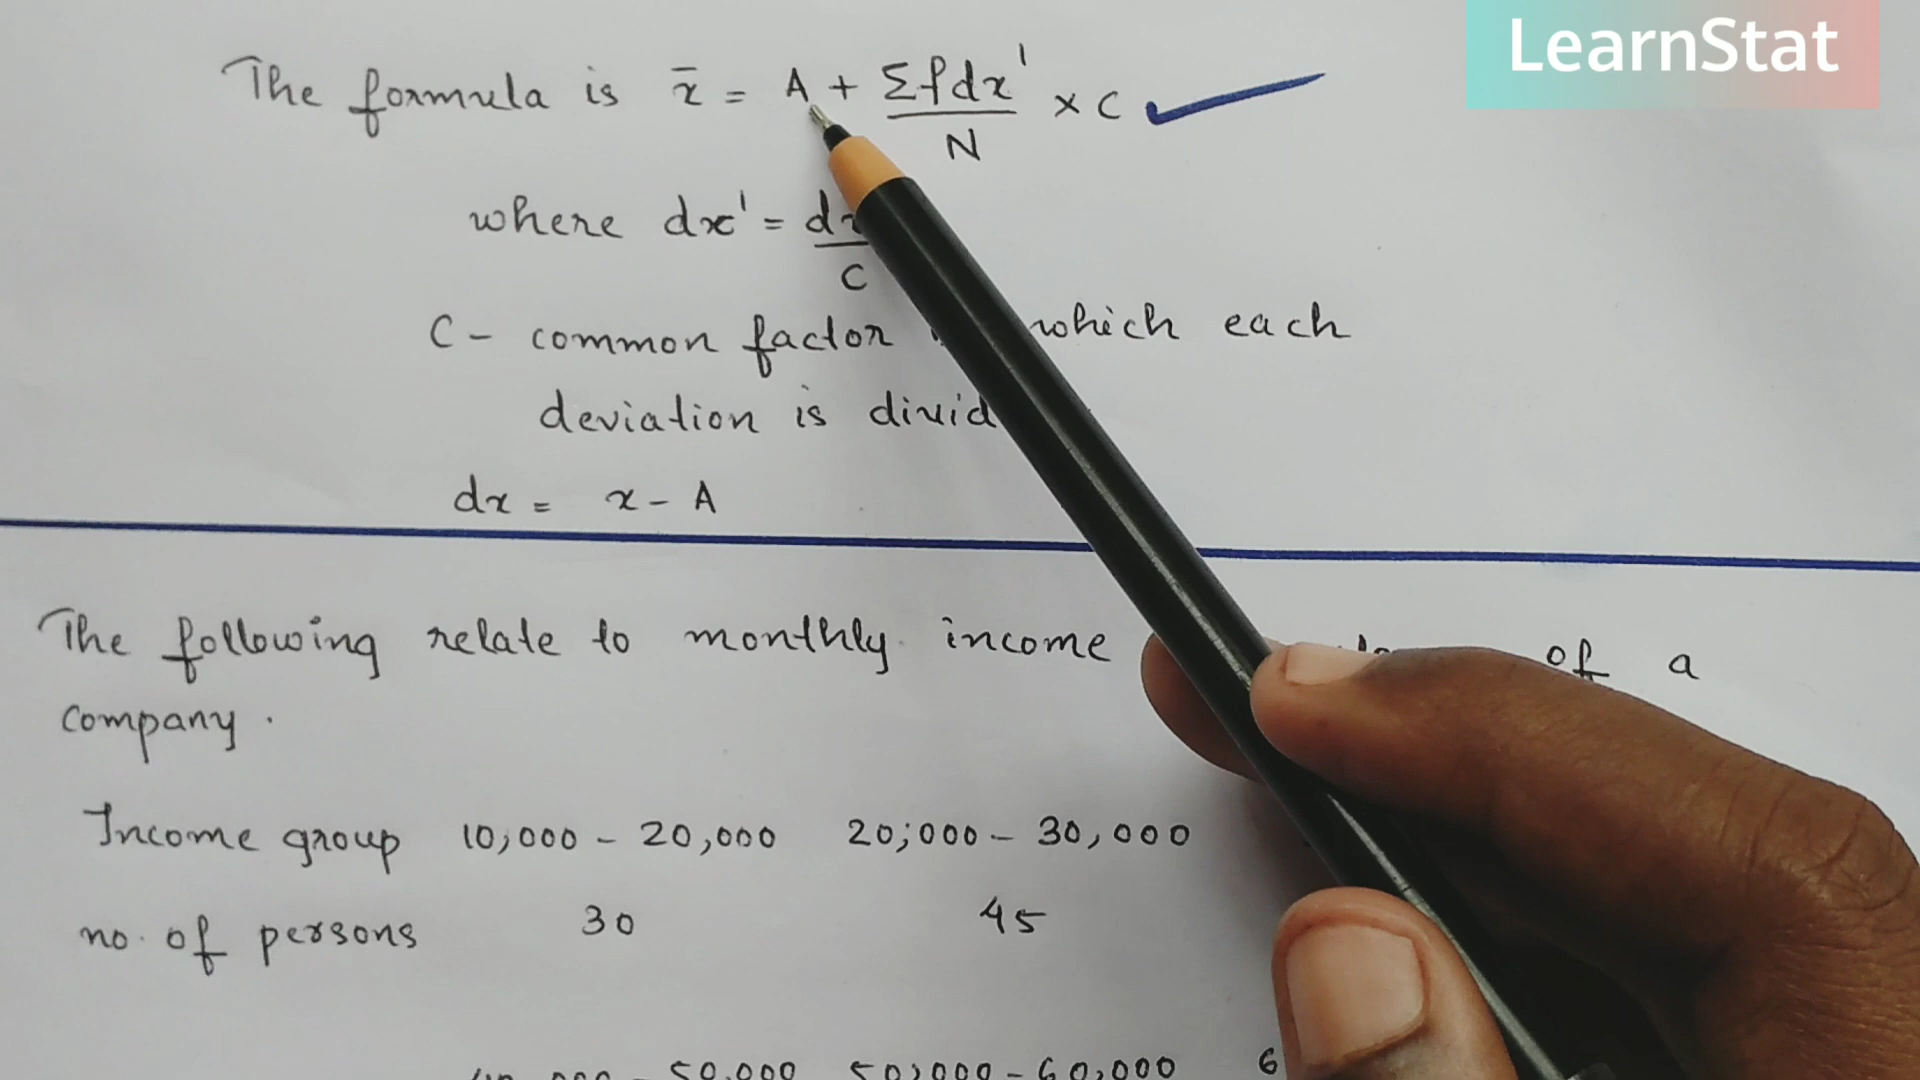 LearnStat
The formula is x̄ = A + Σfdx' / N × C
where dx' = dx / C
C - common factor which each
deviation is divid
dx = x - A
The following relate to monthly income of a
company.
Income group 10,000 - 20,000 20,000 - 30,000
no. of persons 30 45
50,000 50,000 - 60,000 6